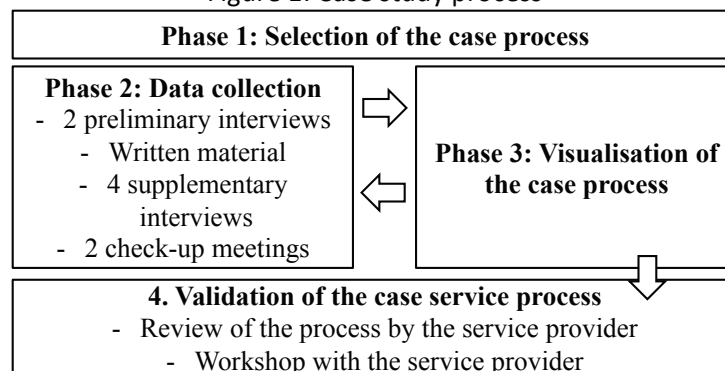 Figure Case study process
Phase 1: Selection of the case process
Phase 2: Data collection
- 2 preliminary interviews
- Written material
- 4 supplementary
interviews
- 2 check-up meetings
Phase 3: Visualisation of
the case process
4. Validation of the case service process
- Review of the process by the service provider
- Workshop with the service provider